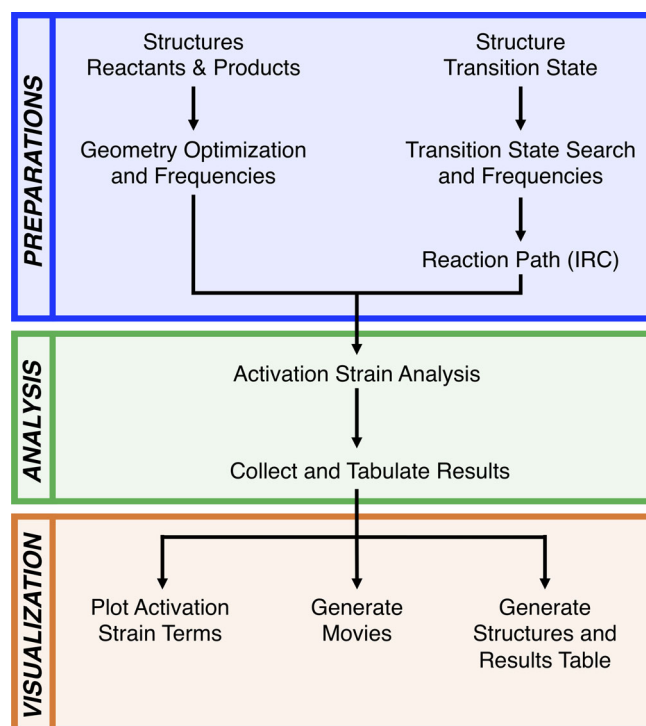 PREPARATIONS
Structures
Reactants & Products
Structure
Transition State
Geometry Optimization
and Frequencies
Transition State Search
and Frequencies
Reaction Path (IRC)
ANALYSIS
Activation Strain Analysis
Collect and Tabulate Results
VISUALIZATION
Plot Activation
Strain Terms
Generate
Movies
Generate
Structures and
Results Table